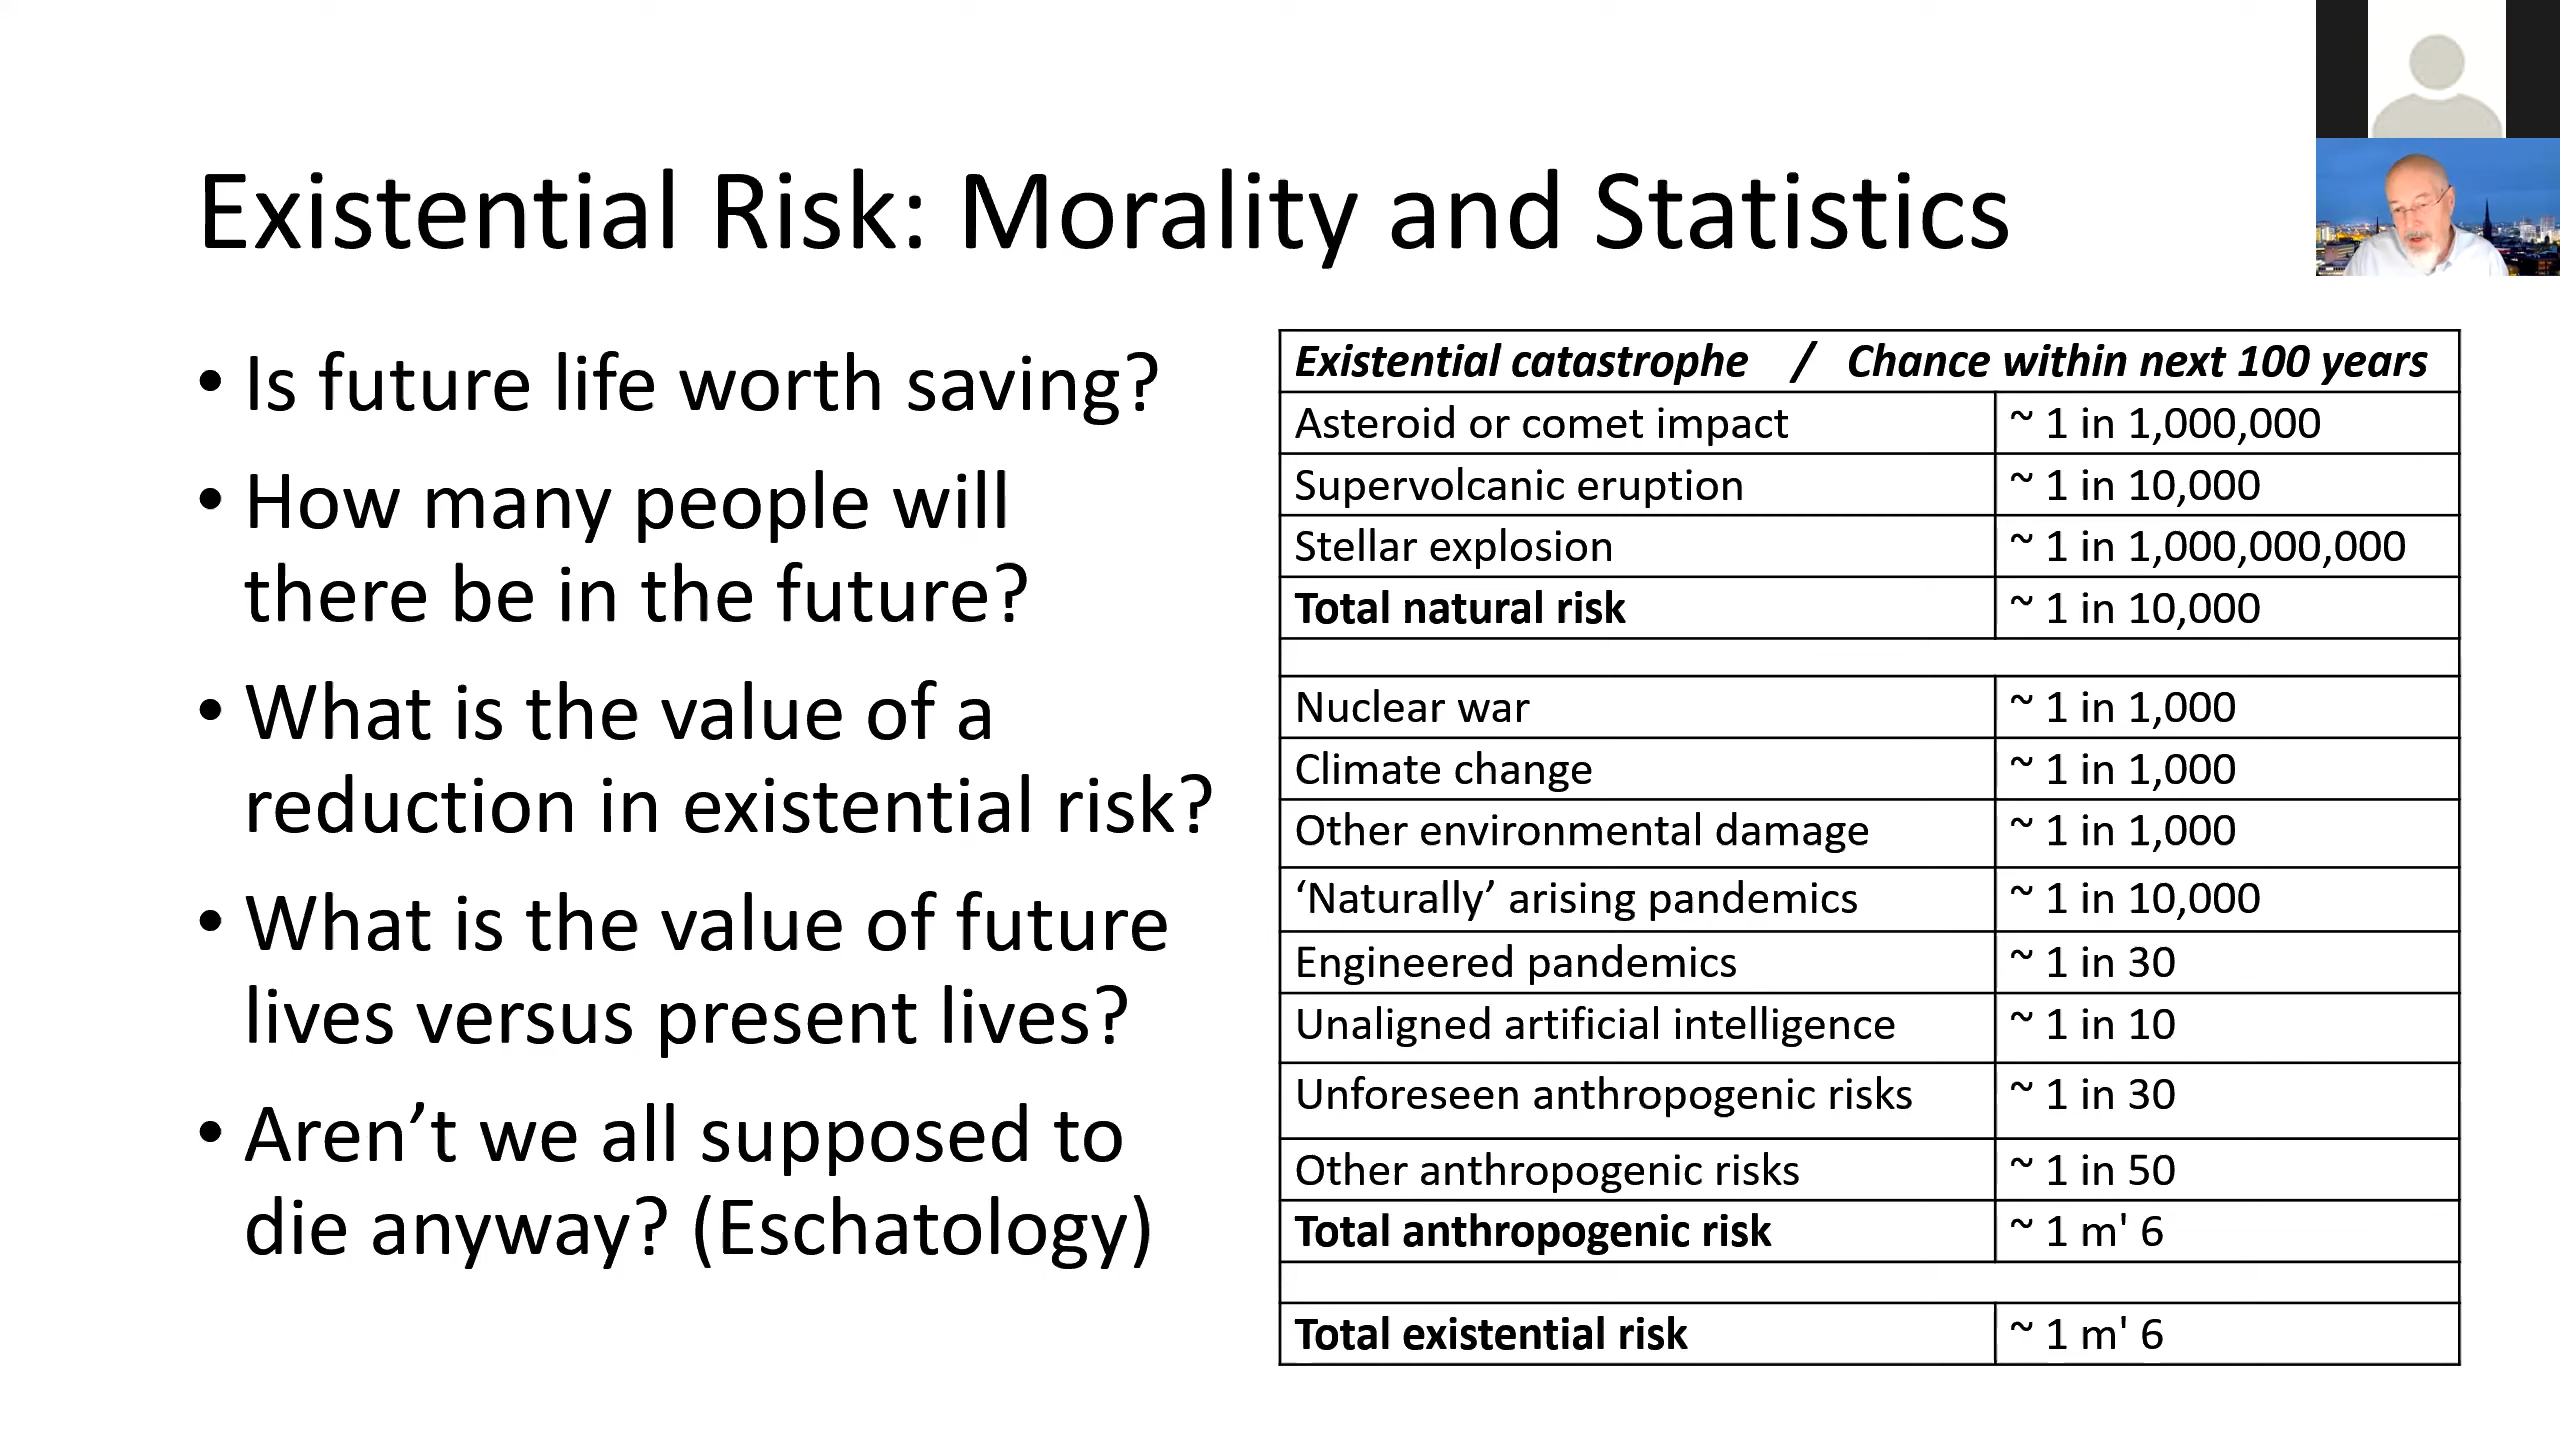 Existential Risk: Morality and Statistics
• Is future life worth saving?
• How many people will
there be in the future?
• What is the value of a
reduction in existential risk?
• What is the value of future
lives versus present lives?
• Aren’t we all supposed to
die anyway? (Eschatology)
Existential catastrophe / Chance within next 100 years
Asteroid or comet impact ~ 1 in 1,000,000
Supervolcanic eruption ~ 1 in 10,000
Stellar explosion ~ 1 in 1,000,000,000
Total natural risk ~ 1 in 10,000
Nuclear war ~ 1 in 1,000
Climate change ~ 1 in 1,000
Other environmental damage ~ 1 in 1,000
‘Naturally’ arising pandemics ~ 1 in 10,000
Engineered pandemics ~ 1 in 30
Unaligned artificial intelligence ~ 1 in 10
Unforeseen anthropogenic risks ~ 1 in 30
Other anthropogenic risks ~ 1 in 50
Total anthropogenic risk ~ 1 m' 6
Total existential risk ~ 1 m' 6